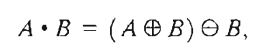 A • B = (A ⊕ B) ⊖ B,